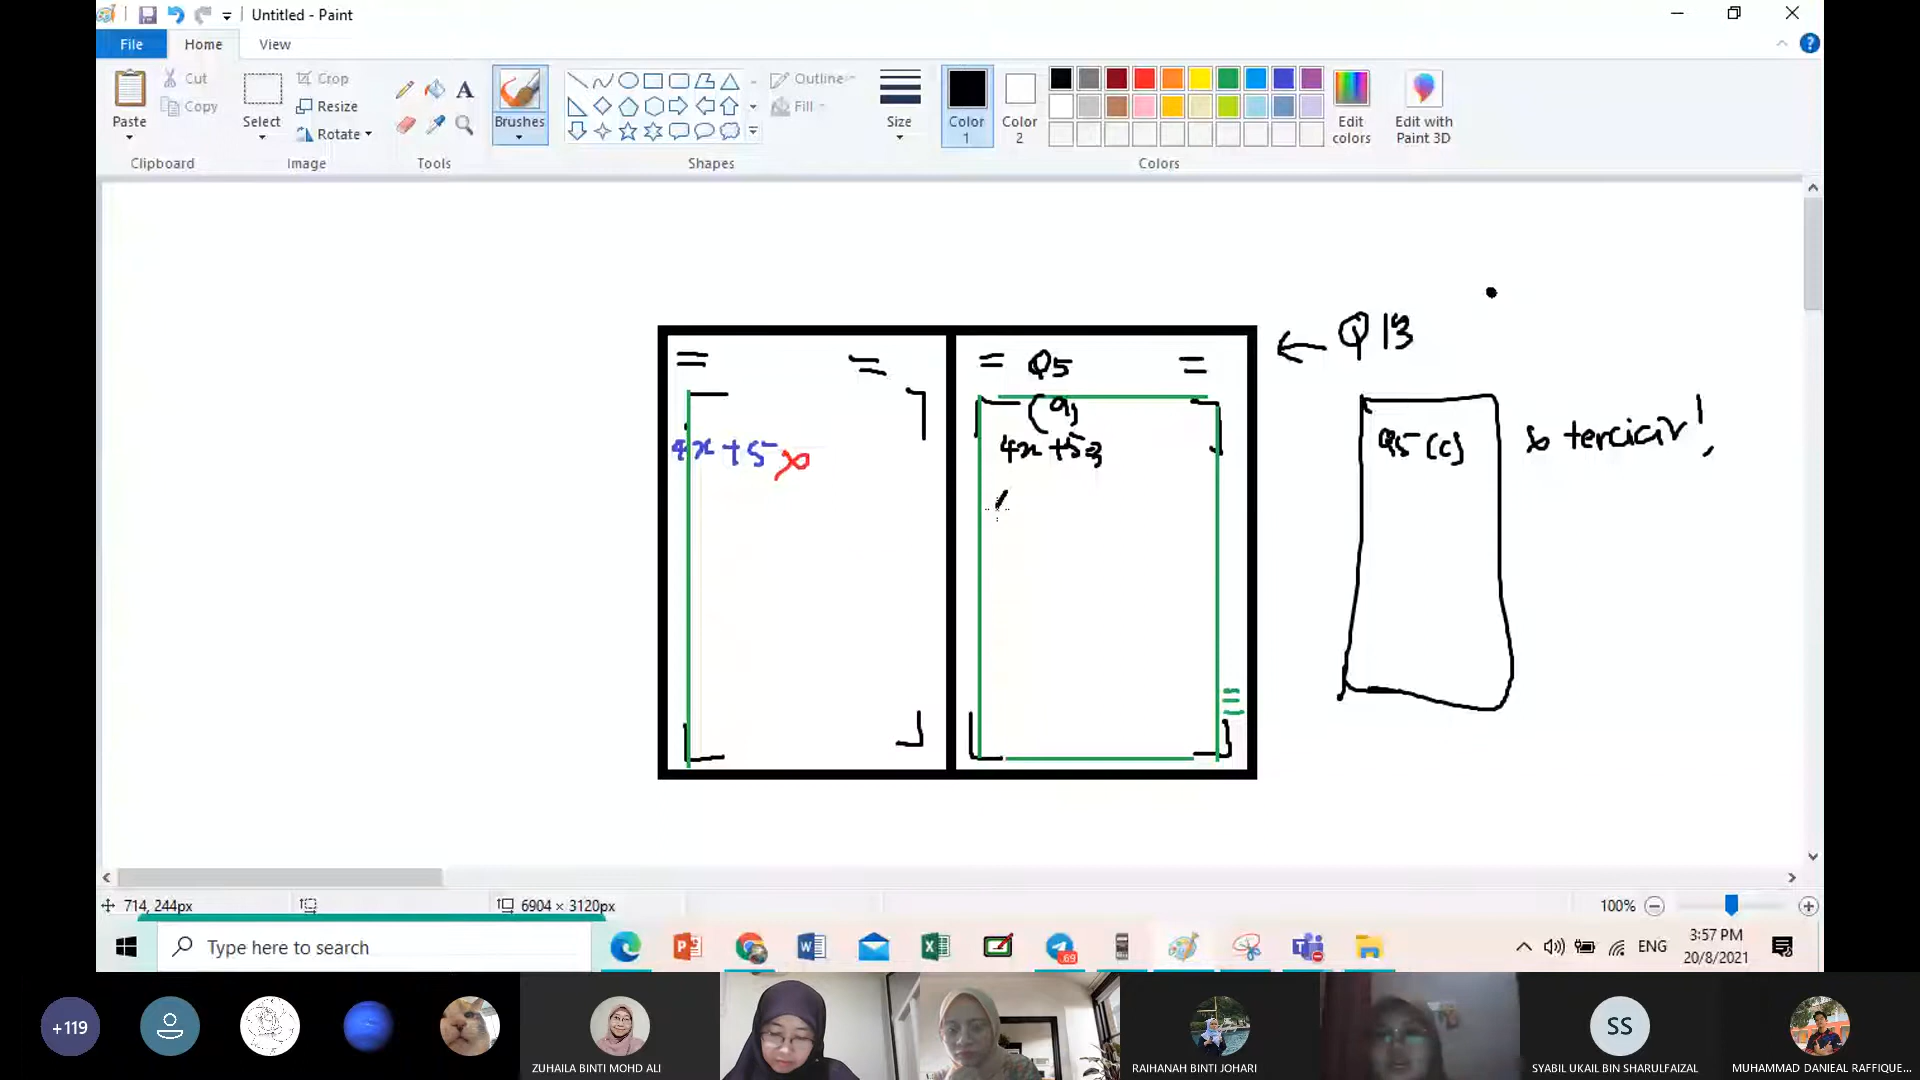 Untitled - Paint
File
Home
View
Paste
Cut
Copy
Clipboard
Select
Crop
Resize
Rotate
Image
A
Tools
Brushes
Outline
Fill
Shapes
Size
Color
1
Color
2
Edit
colors
Edit with
Paint 3D
Colors
← Q 13
= =
= Q5 =
(a)
4x + 5
4x + 53
Q5 (c)
tercicir!
714, 244px
6904 × 3120px
100%
Type here to search
69
ENG
3:57 PM
20/8/2021
+119
ZUHAILA BINTI MOHD ALI
RAIHANAH BINTI JOHARI
SS
SYABIL UKAIL BIN SHARULFAIZAL
MUHAMMAD DANIEAL RAFFIQUE...